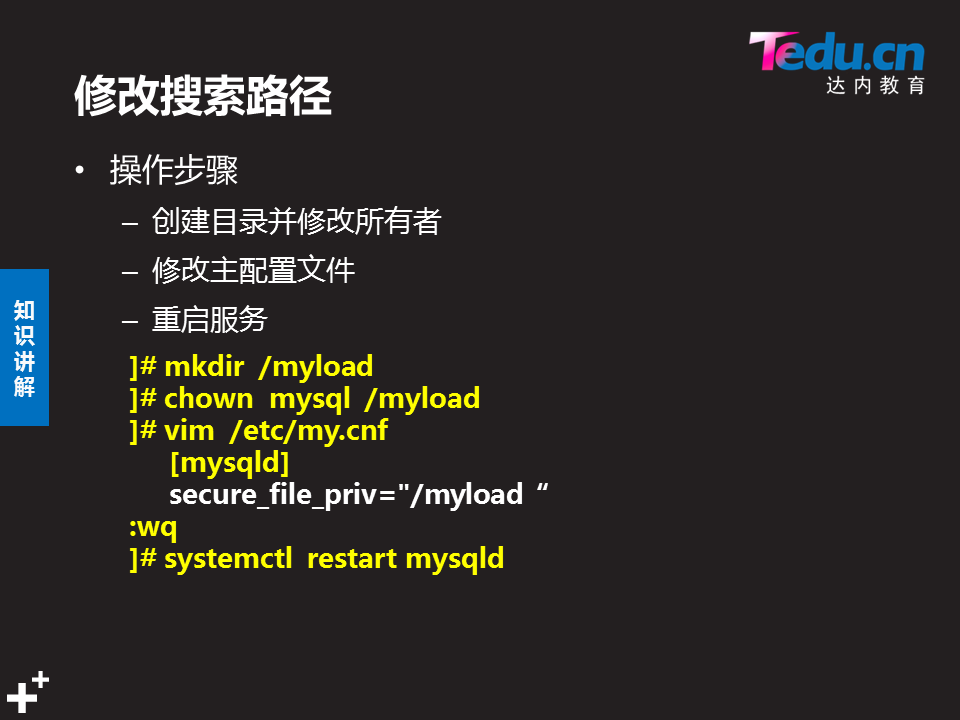 Tedu.cn
达内教育
修改搜索路径
• 操作步骤
– 创建目录并修改所有者
– 修改主配置文件
– 重启服务
知识讲解
]# mkdir /myload
]# chown mysql /myload
]# vim /etc/my.cnf
[mysqld]
secure_file_priv="/myload “
:wq
]# systemctl restart mysqld